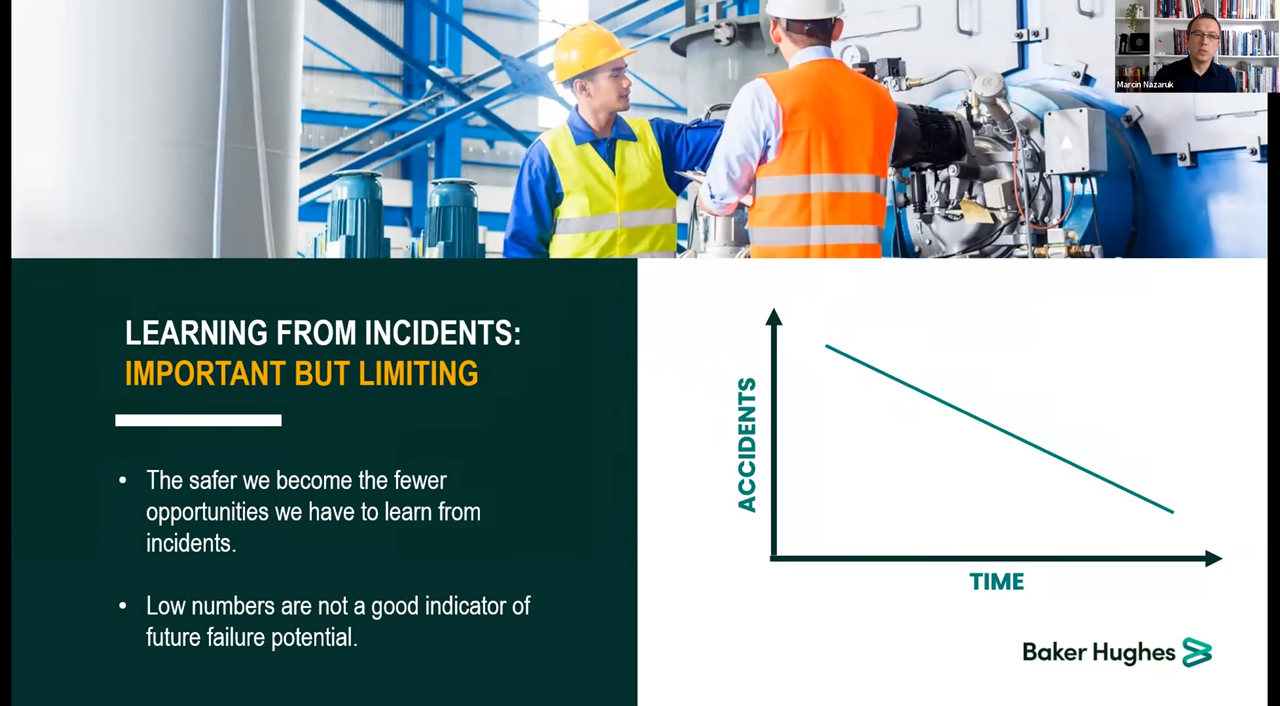 Marcin Nazaruk
LEARNING FROM INCIDENTS:
IMPORTANT BUT LIMITING
• The safer we become the fewer
opportunities we have to learn from
incidents.
• Low numbers are not a good indicator of
future failure potential.
ACCIDENTS
TIME
Baker Hughes